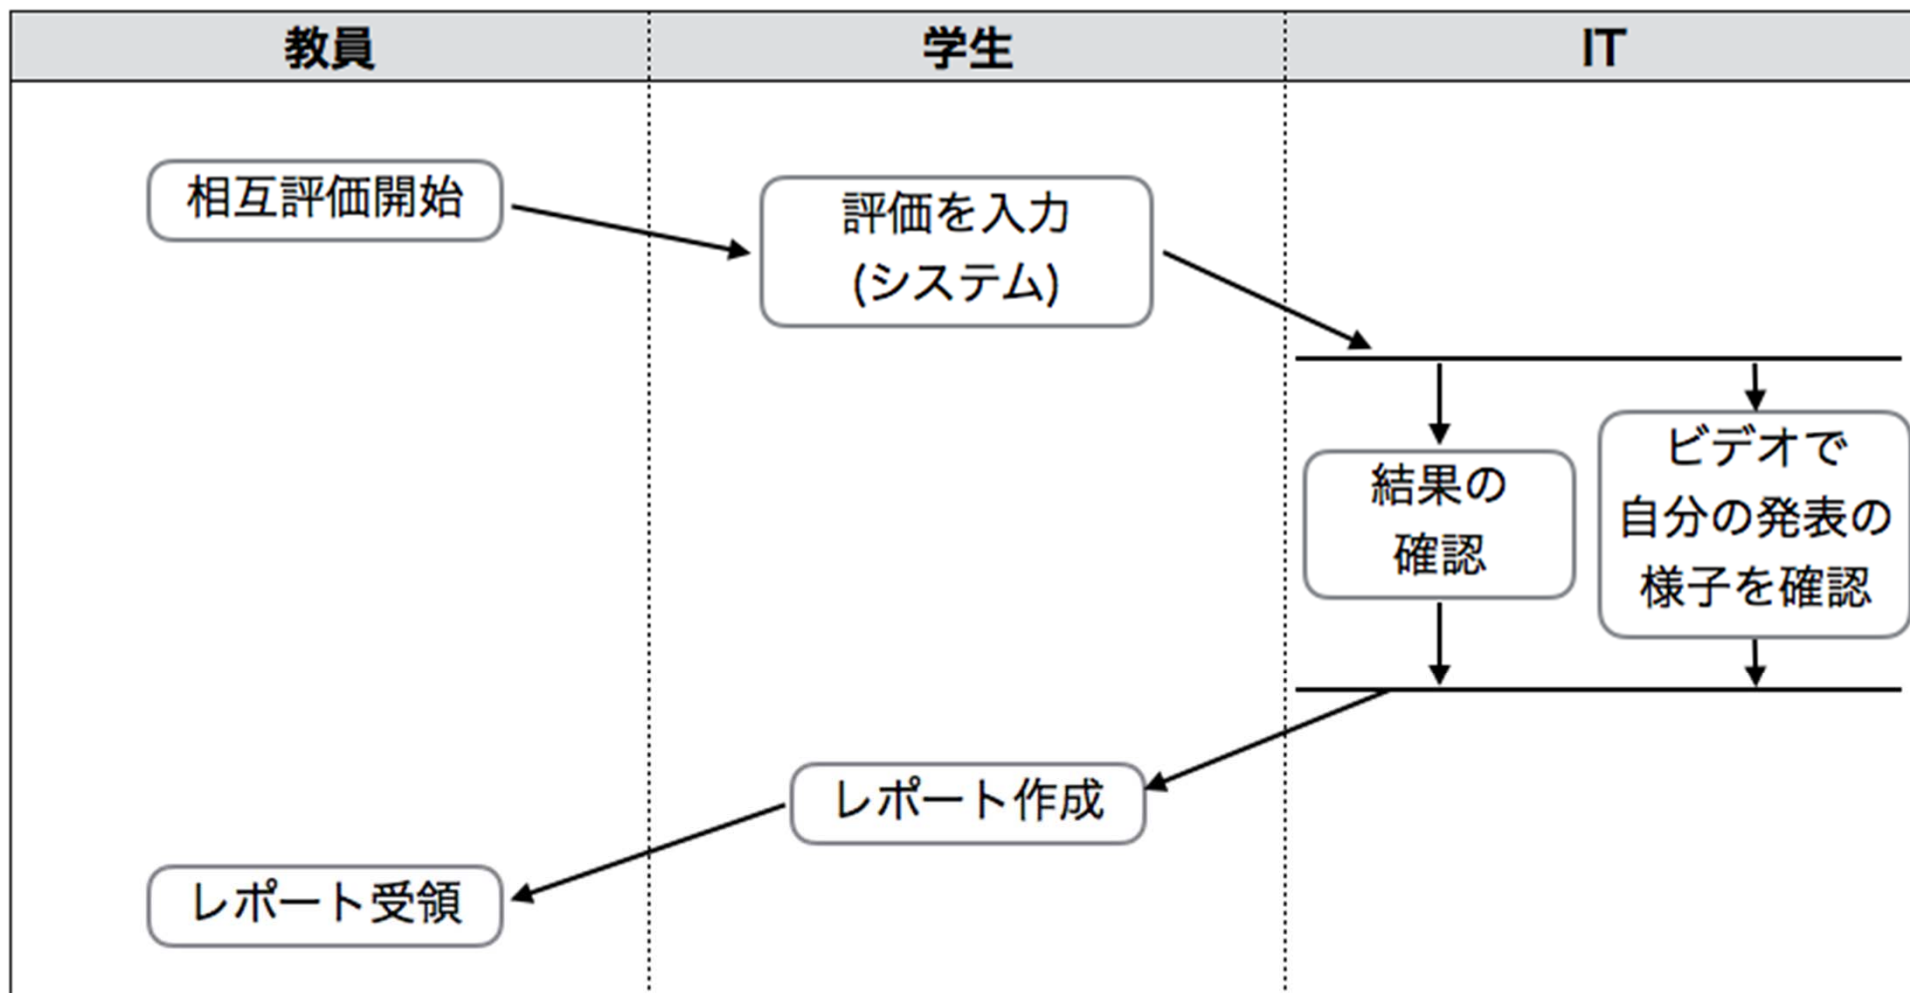 教員
学生
IT
相互評価開始
評価を入力
(システム)
結果の
確認
ビデオで
自分の発表の
様子を確認
レポート作成
レポート受領